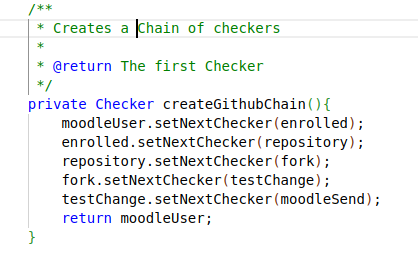 /**
 * Creates a Chain of checkers
 *
 * @return The first Checker
 */
private Checker createGithubChain(){
    moodleUser.setNextChecker(enrolled);
    enrolled.setNextChecker(repository);
    repository.setNextChecker(fork);
    fork.setNextChecker(testChange);
    testChange.setNextChecker(moodleSend);
    return moodleUser;
}